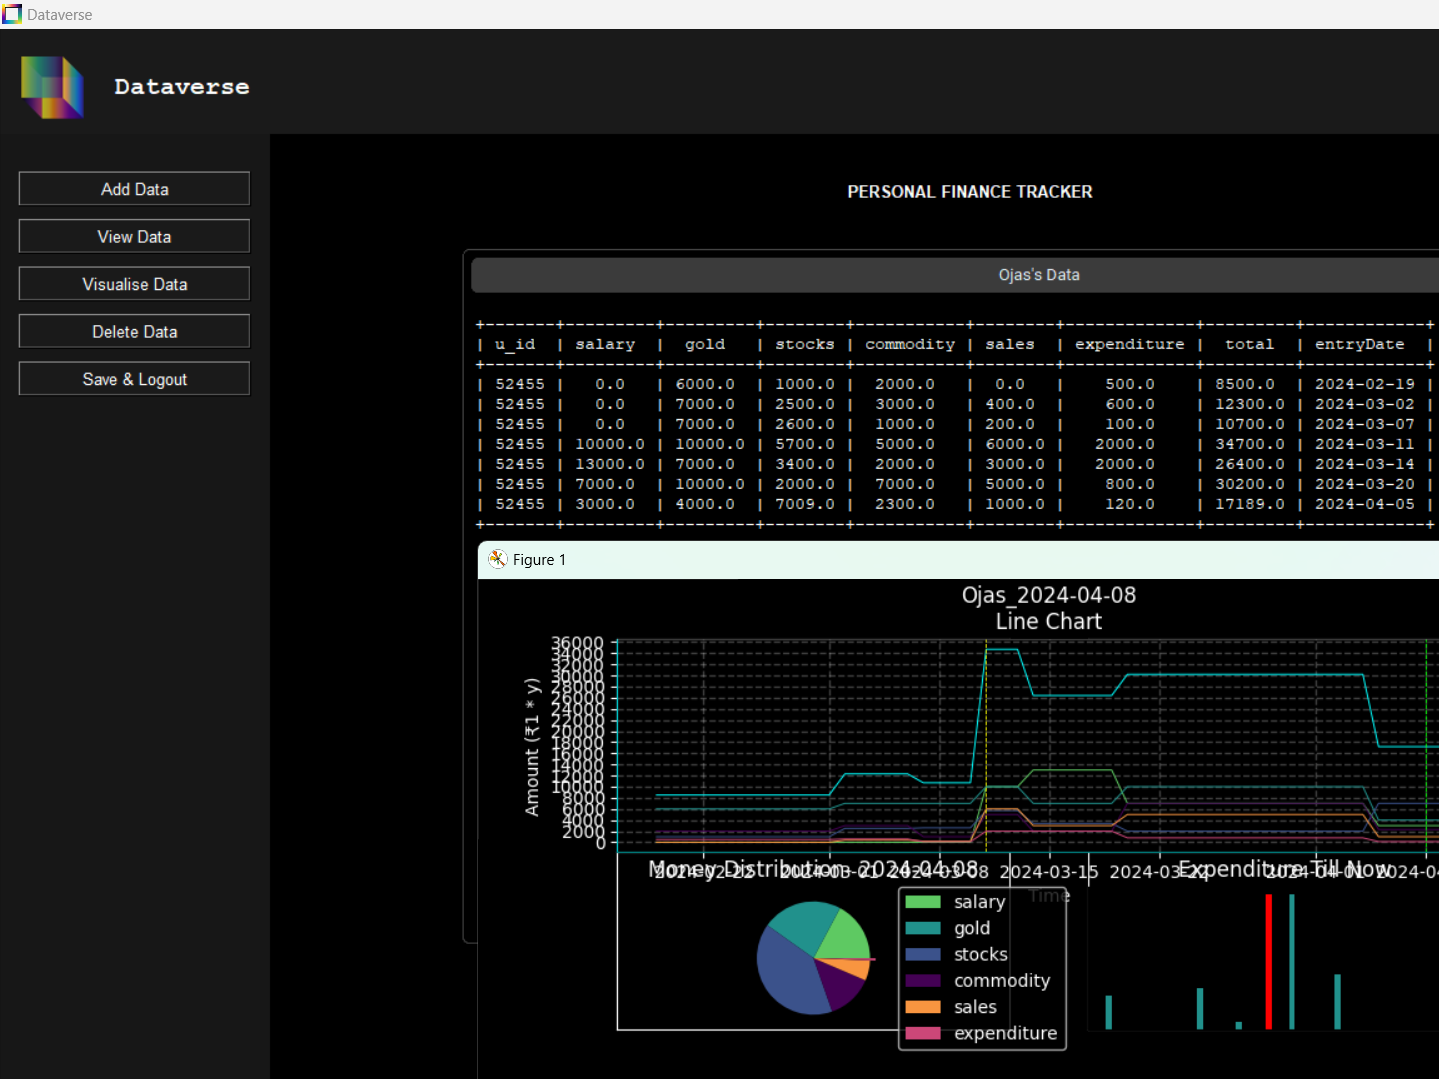 Dataverse
Dataverse
Add Data
View Data
Visualise Data
Delete Data
Save & Logout
PERSONAL FINANCE TRACKER
Ojas's Data
+-------+---------+---------+--------+-----------+--------+-------------+---------+------------+
| u_id | salary | gold | stocks | commodity | sales | expenditure | total | entryDate |
+-------+---------+---------+--------+-----------+--------+-------------+---------+------------+
| 52455 | 0.0 | 6000.0 | 1000.0 | 2000.0 | 0.0 | 500.0 | 8500.0 | 2024-02-19 |
| 52455 | 0.0 | 7000.0 | 2500.0 | 3000.0 | 400.0 | 600.0 | 12300.0 | 2024-03-02 |
| 52455 | 0.0 | 7000.0 | 2600.0 | 1000.0 | 200.0 | 100.0 | 10700.0 | 2024-03-07 |
| 52455 | 10000.0 | 10000.0 | 5700.0 | 5000.0 | 6000.0 | 2000.0 | 34700.0 | 2024-03-11 |
| 52455 | 13000.0 | 7000.0 | 3400.0 | 2000.0 | 3000.0 | 2000.0 | 26400.0 | 2024-03-14 |
| 52455 | 7000.0 | 10000.0 | 2000.0 | 7000.0 | 5000.0 | 800.0 | 30200.0 | 2024-03-20 |
| 52455 | 3000.0 | 4000.0 | 7009.0 | 2300.0 | 1000.0 | 120.0 | 17189.0 | 2024-04-05 |
+-------+---------+---------+--------+-----------+--------+-------------+---------+------------+
Figure 1
Ojas_2024-04-08
Line Chart
Amount (₹1 * y)
36000
34000
32000
30000
28000
26000
24000
22000
20000
18000
16000
14000
12000
10000
8000
6000
4000
2000
0
2024-02-22 2024-03-01 2024-03-08 2024-03-15 2024-03-22 2024-04-01 2024-04
Time
Money Distribution- 2024-04-08
salary
gold
stocks
commodity
sales
expenditure
Expenditure Till Now